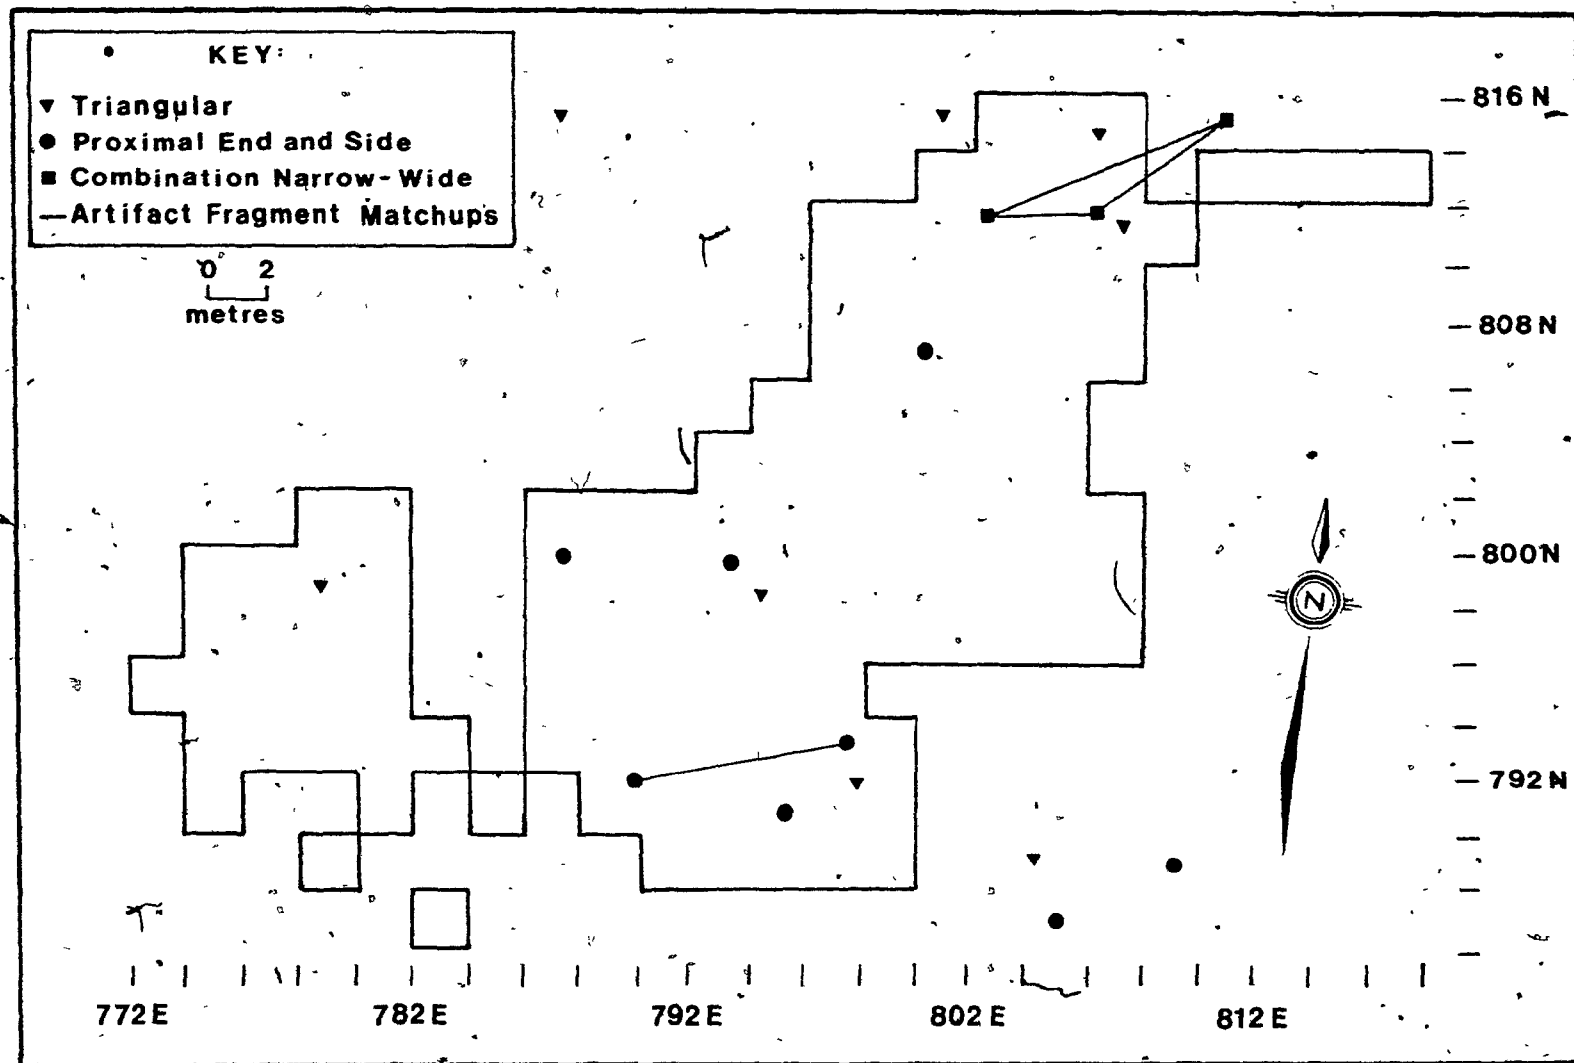 KEY:
Triangular
Proximal End and Side
Combination Narrow-Wide
Artifact Fragment Matchups
0 2
metres
816 N
808 N
800 N
792 N
N
772 E
782 E
792 E
802 E
812 E